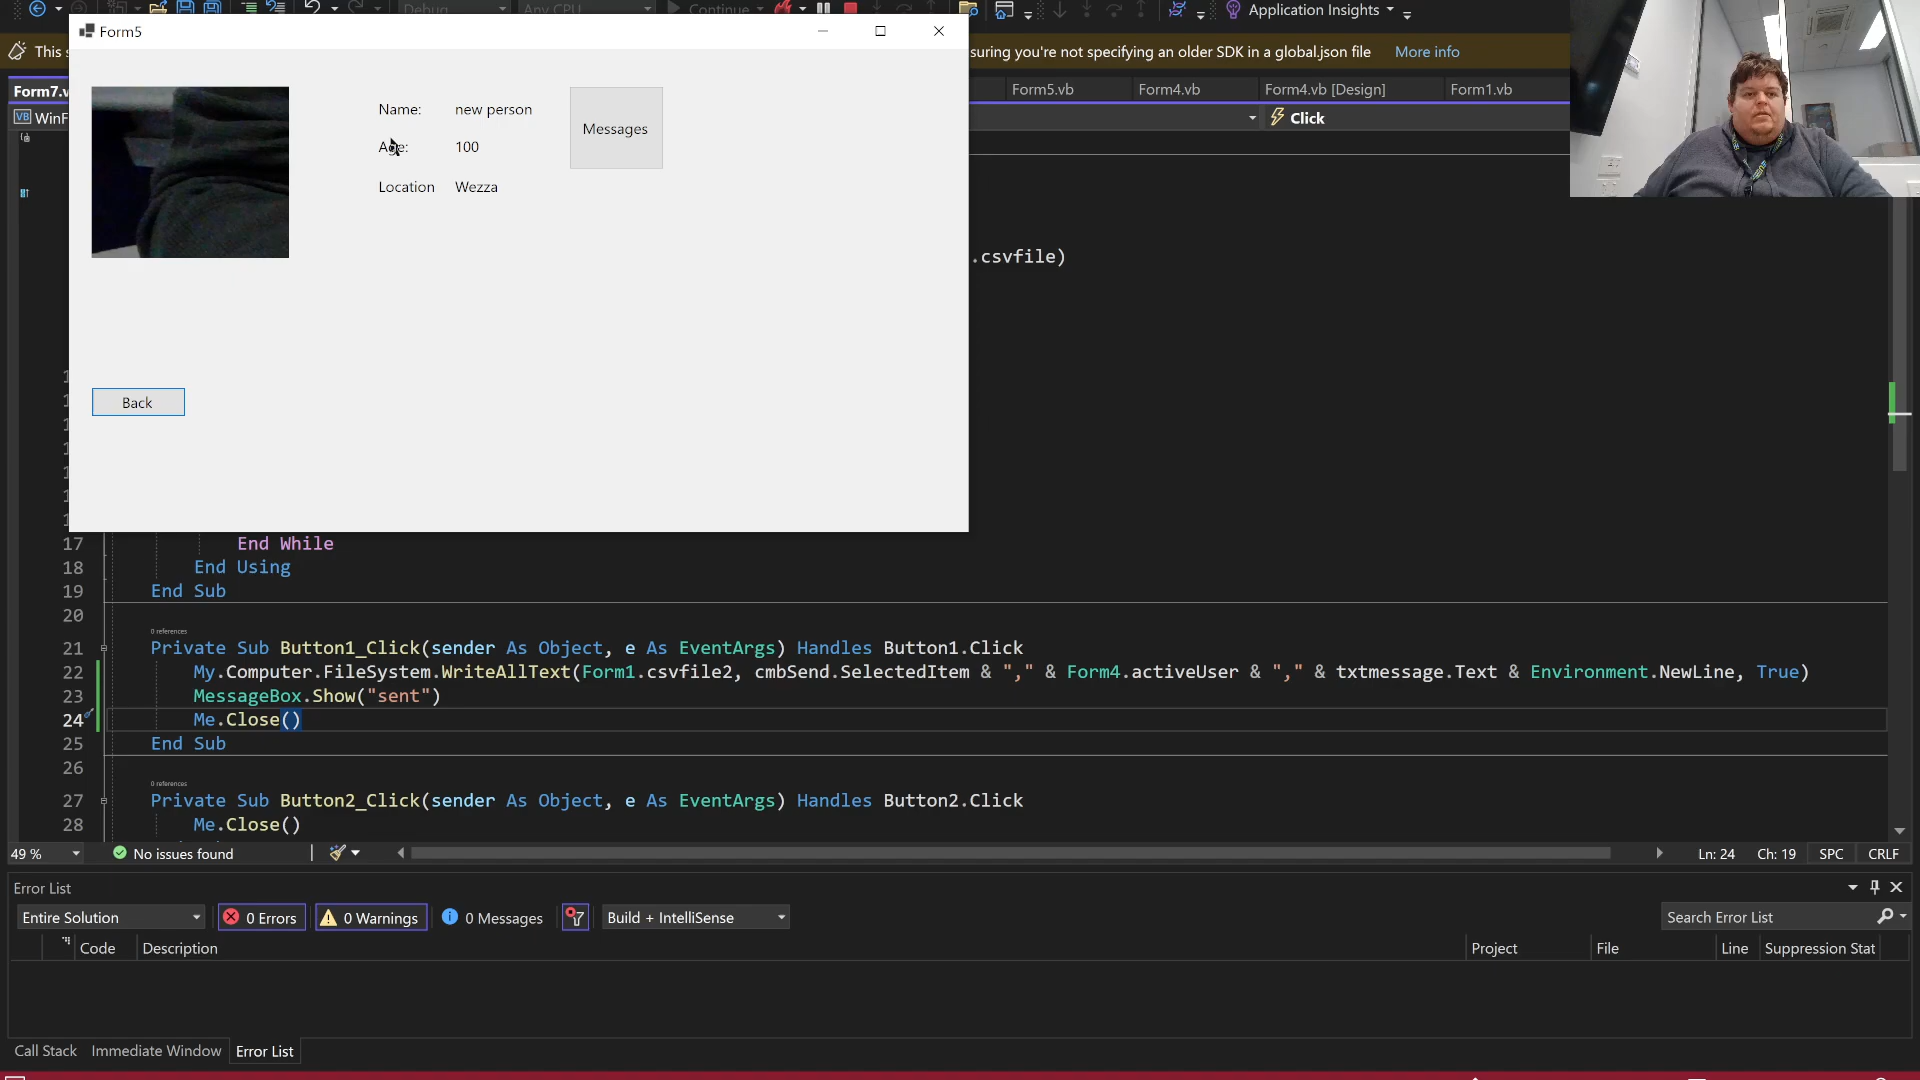 Debug
Any CPU
Continue
Application Insights
Form5
This
suring you're not specifying an older SDK in a global.json file More info
Form7.v
Form5.vb
Form4.vb
Form4.vb [Design]
Form1.vb
VB WinF
Click
Name: new person
Messages
Age: 100
Location Wezza
.csvfile)
Back
17 End While
18 End Using
19 End Sub
20
0 references
21 Private Sub Button1_Click(sender As Object, e As EventArgs) Handles Button1.Click
22 My.Computer.FileSystem.WriteAllText(Form1.csvfile2, cmbSend.SelectedItem & "," & Form4.activeUser & "," & txtmessage.Text & Environment.NewLine, True)
23 MessageBox.Show("sent")
24 Me.Close()
25 End Sub
26
0 references
27 Private Sub Button2_Click(sender As Object, e As EventArgs) Handles Button2.Click
28 Me.Close()
49 %
No issues found
Ln: 24 Ch: 19 SPC CRLF
Error List
Entire Solution
0 Errors
0 Warnings
0 Messages
Build + IntelliSense
Search Error List
Code Description Project File Line Suppression Stat
Call Stack Immediate Window Error List